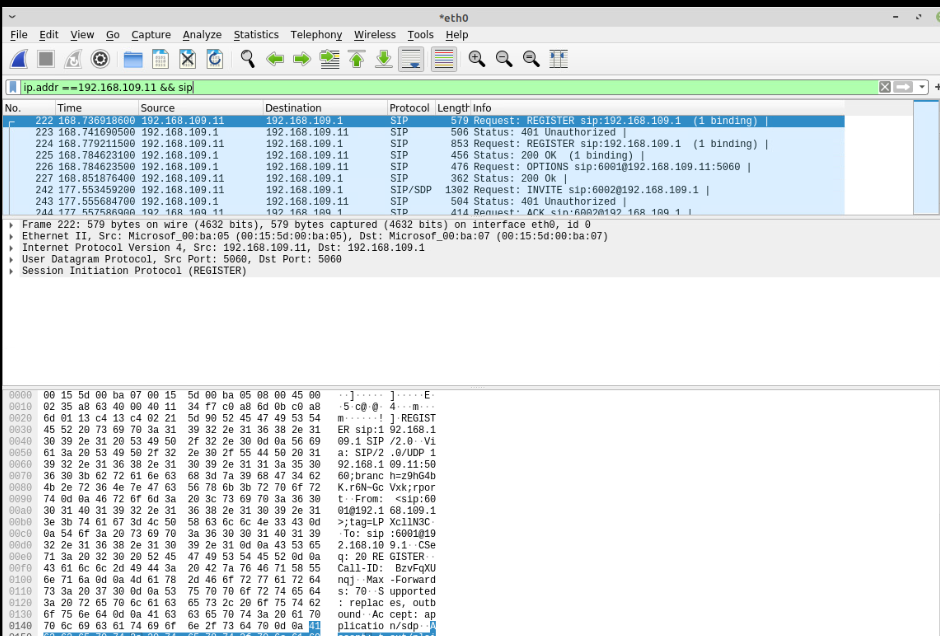 *eth0
File Edit View Go Capture Analyze Statistics Telephony Wireless Tools Help
ip.addr ==192.168.109.11 && sip
No. Time Source Destination Protocol Length Info
222 168.736918600 192.168.109.11 192.168.109.1 SIP 579 Request: REGISTER sip:192.168.109.1 (1 binding) |
223 168.741690500 192.168.109.1 192.168.109.11 SIP 506 Status: 401 Unauthorized |
224 168.779211500 192.168.109.11 192.168.109.1 SIP 853 Request: REGISTER sip:192.168.109.1 (1 binding) |
225 168.784623100 192.168.109.1 192.168.109.11 SIP 456 Status: 200 OK (1 binding) |
226 168.784623500 192.168.109.1 192.168.109.11 SIP 476 Request: OPTIONS sip:6001@192.168.109.11:5060 |
227 168.851876400 192.168.109.11 192.168.109.1 SIP 362 Status: 200 Ok |
242 177.553459200 192.168.109.11 192.168.109.1 SIP/SDP 1302 Request: INVITE sip:6002@192.168.109.1 |
243 177.555684700 192.168.109.1 192.168.109.11 SIP 504 Status: 401 Unauthorized |
244 177.557586900 192.168.109.11 192.168.109.1 SIP 414 Request: ACK sip:6002@192.168.109.1 |
Frame 222: 579 bytes on wire (4632 bits), 579 bytes captured (4632 bits) on interface eth0, id 0
Ethernet II, Src: Microsof_00:ba:05 (00:15:5d:00:ba:05), Dst: Microsof_00:ba:07 (00:15:5d:00:ba:07)
Internet Protocol Version 4, Src: 192.168.109.11, Dst: 192.168.109.1
User Datagram Protocol, Src Port: 5060, Dst Port: 5060
Session Initiation Protocol (REGISTER)
0000 00 15 5d 00 ba 07 00 15 5d 00 ba 05 08 00 45 00 ··]····· ]·····E·
0010 02 35 a8 63 40 00 40 11 34 f7 c0 a8 6d 0b c0 a8 ·5·c@·@· 4···m···
0020 6d 01 13 c4 13 c4 02 21 5d 90 52 45 47 49 53 54 m······! ]·REGIST
0030 45 52 20 73 69 70 3a 31 39 32 2e 31 36 38 2e 31 ER sip:1 92.168.1
0040 30 39 2e 31 20 53 49 50 2f 32 2e 30 0d 0a 56 69 09.1 SIP /2.0··Vi
0050 61 3a 20 53 49 50 2f 32 2e 30 2f 55 44 50 20 31 a: SIP/2 .0/UDP 1
0060 39 32 2e 31 36 38 2e 31 30 39 2e 31 31 3a 35 30 92.168.1 09.11:50
0070 36 30 3b 62 72 61 6e 63 68 3d 7a 39 68 47 34 62 60;branc h=z9hG4b
0080 4b 2e 72 36 4e 7e 47 63 56 78 6b 3b 72 70 6f 72 K.r6N~Gc Vxk;rpor
0090 74 0d 0a 46 72 6f 6d 3a 20 3c 73 69 70 3a 36 30 t··From: <sip:60
00a0 30 31 40 31 39 32 2e 31 36 38 2e 31 30 39 2e 31 01@192.1 68.109.1
00b0 3e 3b 74 61 67 3d 4c 50 58 63 6c 6c 4e 33 43 0d >;tag=LP XcllN3C·
00c0 0a 54 6f 3a 20 73 69 70 3a 36 30 30 31 40 31 39 ·To: sip :6001@19
00d0 32 2e 31 36 38 2e 31 30 39 2e 31 0d 0a 43 53 65 2.168.10 9.1··CSe
00e0 71 3a 20 32 30 20 52 45 47 49 53 54 45 52 0d 0a q: 20 RE GISTER··
00f0 43 61 6c 6c 2d 49 44 3a 20 42 7a 76 46 71 58 55 Call-ID: BzvFqXU
0100 6e 71 6a 0d 0a 4d 61 78 2d 46 6f 72 77 61 72 64 nqj··Max -Forward
0110 73 3a 20 37 30 0d 0a 53 75 70 70 6f 72 74 65 64 s: 70··S upported
0120 3a 20 72 65 70 6c 61 63 65 73 2c 20 6f 75 74 62 : replac es, outb
0130 6f 75 6e 64 0d 0a 41 63 63 65 70 74 3a 20 61 70 ound··Ac cept: ap
0140 70 6c 69 63 61 74 69 6f 6e 2f 73 64 70 0d 0a 41 plicatio n/sdp··A